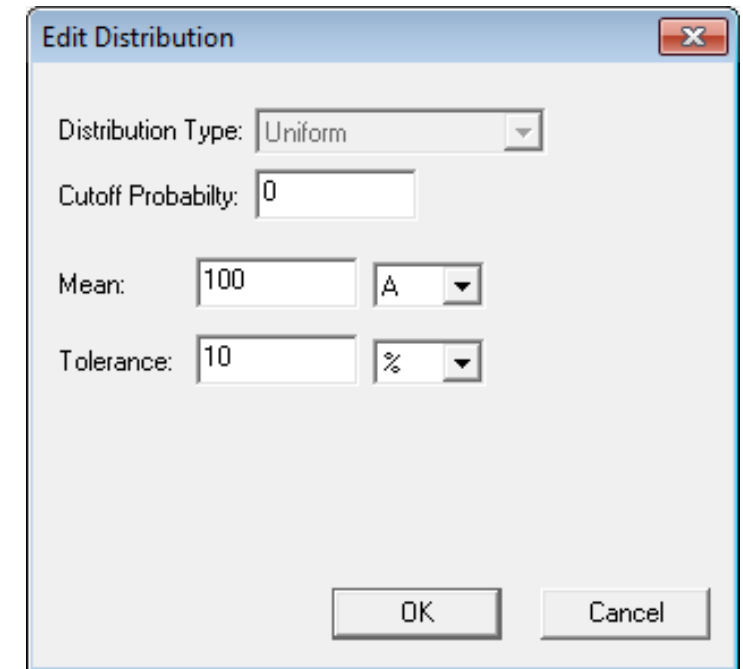 Edit Distribution
Distribution Type: Uniform
Cutoff Probabilty: 0
Mean: 100 A
Tolerance: 10 %
OK Cancel